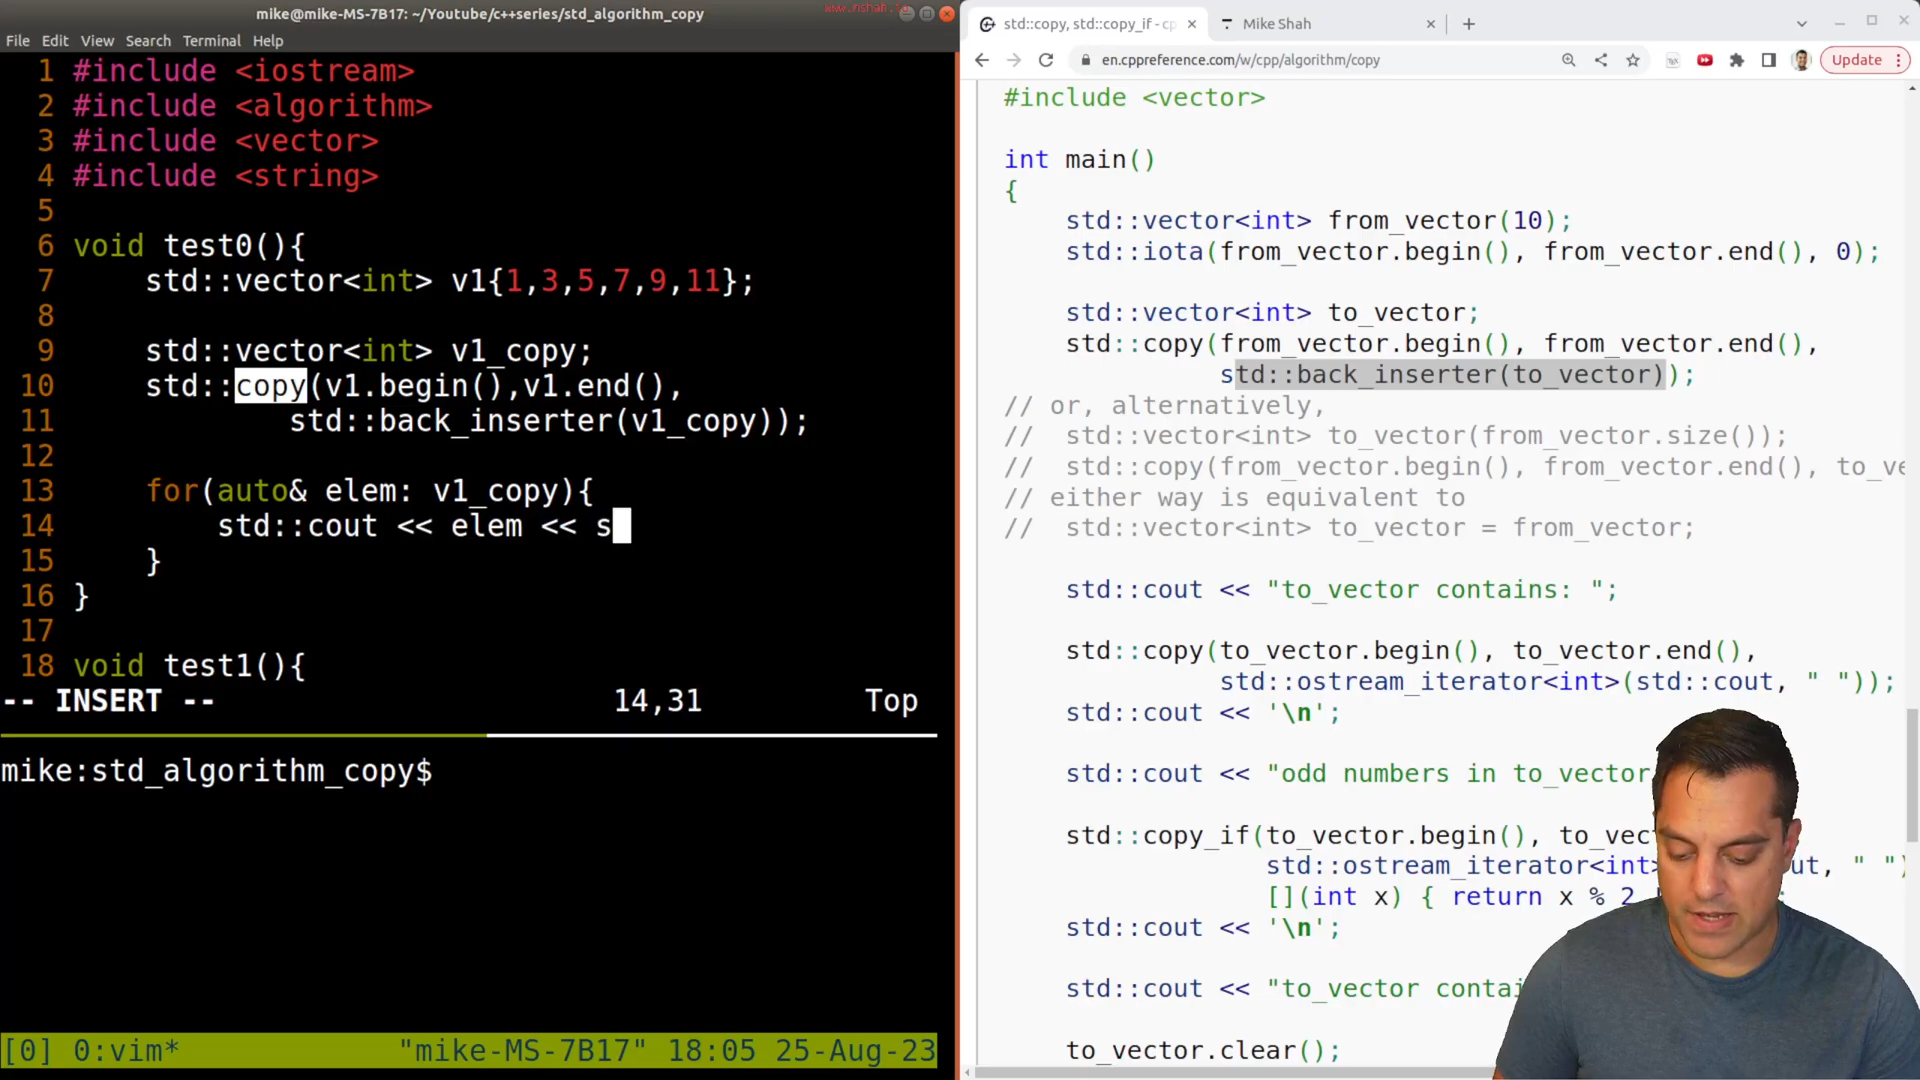 mike@mike-MS-7B17: ~/Youtube/c++series/std_algorithm_copy
File Edit View Search Terminal Help
1 #include <iostream>
2 #include <algorithm>
3 #include <vector>
4 #include <string>
5
6 void test0(){
7 std::vector<int> v1{1,3,5,7,9,11};
8
9 std::vector<int> v1_copy;
10 std::copy(v1.begin(),v1.end(),
11 std::back_inserter(v1_copy));
12
13 for(auto& elem: v1_copy){
14 std::cout << elem << s
15 }
16 }
17
18 void test1(){
-- INSERT -- 14,31 Top
mike:std_algorithm_copy$
[0] 0:vim* "mike-MS-7B17" 18:05 25-Aug-23
std::copy, std::copy_if - cp
Mike Shah
en.cppreference.com/w/cpp/algorithm/copy
Update
#include <vector>
int main()
{
std::vector<int> from_vector(10);
std::iota(from_vector.begin(), from_vector.end(), 0);
std::vector<int> to_vector;
std::copy(from_vector.begin(), from_vector.end(),
std::back_inserter(to_vector));
// or, alternatively,
// std::vector<int> to_vector(from_vector.size());
// std::copy(from_vector.begin(), from_vector.end(), to_ve
// either way is equivalent to
// std::vector<int> to_vector = from_vector;
std::cout << "to_vector contains: ";
std::copy(to_vector.begin(), to_vector.end(),
std::ostream_iterator<int>(std::cout, " "));
std::cout << '\n';
std::cout << "odd numbers in to_vector
std::copy_if(to_vector.begin(), to_vec
std::ostream_iterator<int> ut, " ")
[](int x) { return x % 2
std::cout << '\n';
std::cout << "to_vector contai
to_vector.clear();